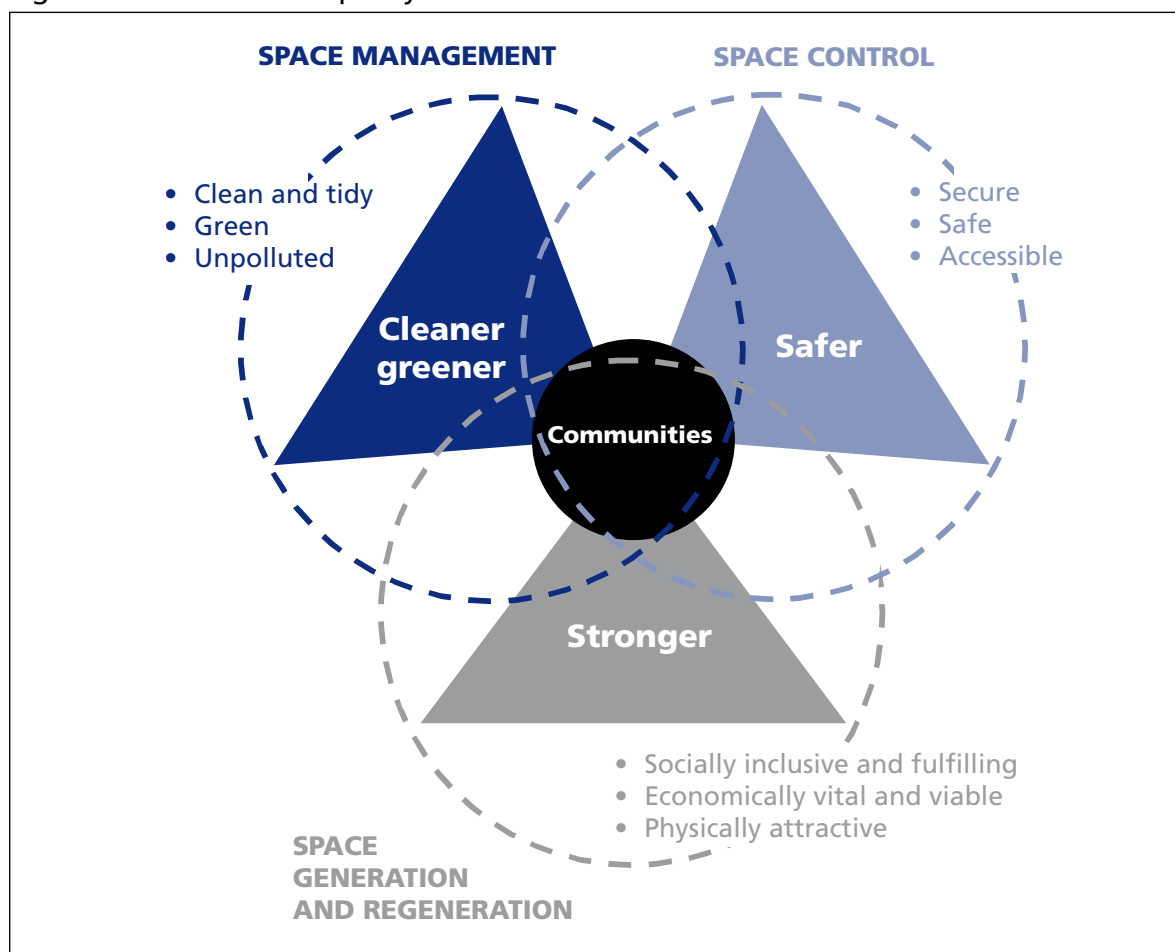 SPACE MANAGEMENT
SPACE CONTROL
• Clean and tidy
• Green
• Unpolluted
• Secure
• Safe
• Accessible
Cleaner
greener
Safer
Communities
Stronger
• Socially inclusive and fulfilling
• Economically vital and viable
• Physically attractive
SPACE
GENERATION
AND REGENERATION